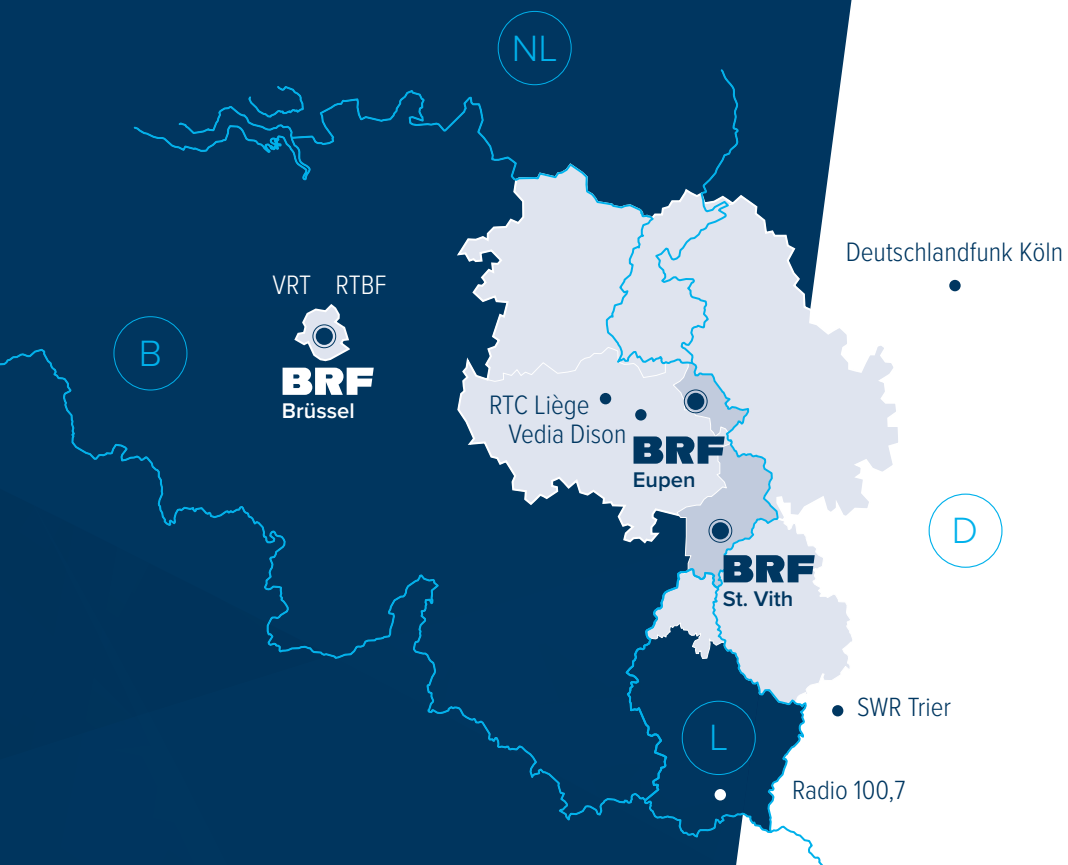 NL
Deutschlandfunk Köln
VRT RTBF
B
BRF
Brüssel
RTC Liège
Vedia Dison
BRF
Eupen
D
BRF
St. Vith
SWR Trier
L
Radio 100,7